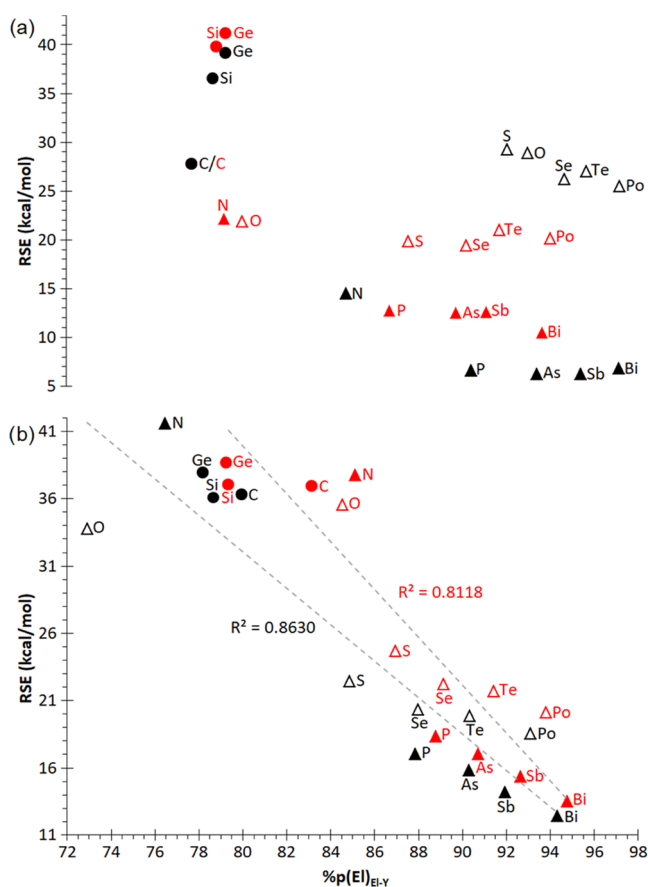 (a)
Si Ge
Ge
Si
C/C
N
O
S
O
Se
Te
Po
S
Se
Te
Po
N
P
As
Sb
Bi
P
As
Sb
Bi
40
35
30
25
20
15
10
5
RSE (kcal/mol)
(b)
N
Ge
Ge
Si
Si
C
C
N
O
O
R² = 0.8118
R² = 0.8630
S
S
Se
Se
Te
Te
Po
Po
P
P
As
As
Sb
Sb
Bi
Bi
41
36
31
26
21
16
11
RSE (kcal/mol)
72 74 76 78 80 82 84 86 88 90 92 94 96 98
%p(El)El-Y